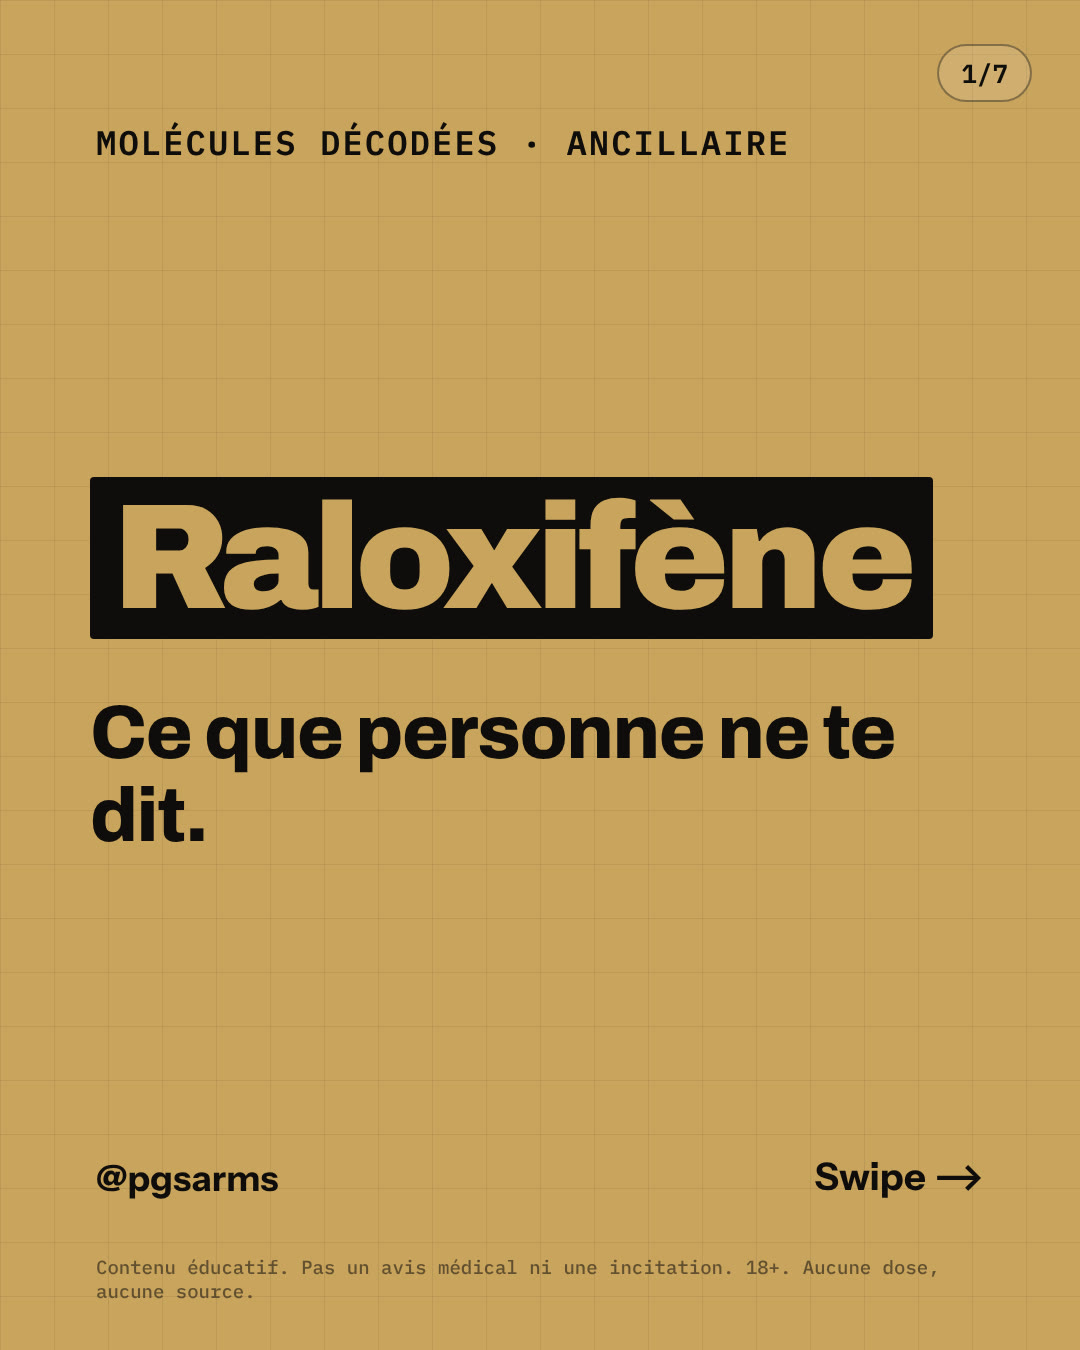 1/7
MOLÉCULES DÉCODÉES · ANCILLAIRE
Raloxifène
Ce que personne ne te
dit.
@pgsarms
Swipe →
Contenu éducatif. Pas un avis médical ni une incitation. 18+. Aucune dose,
aucune source.